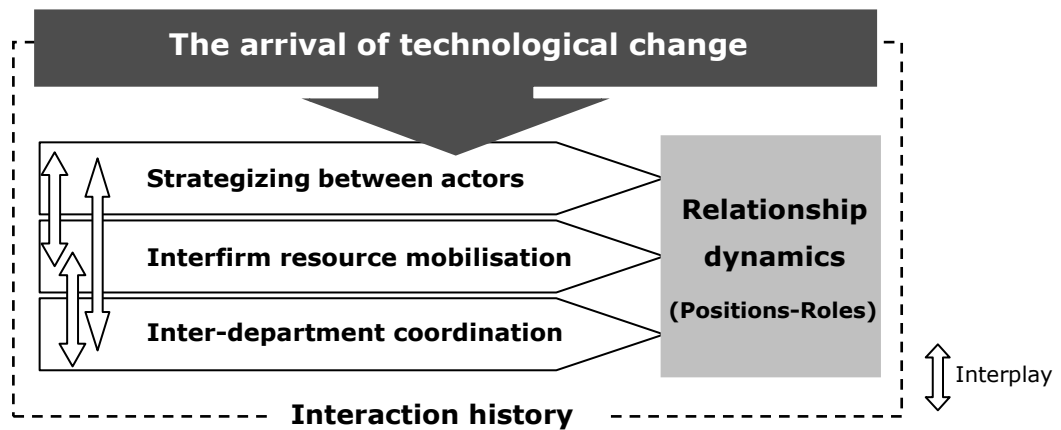 The arrival of technological change
Strategizing between actors
Interfirm resource mobilisation
Inter-department coordination
Relationship
dynamics
(Positions-Roles)
Interplay
Interaction history